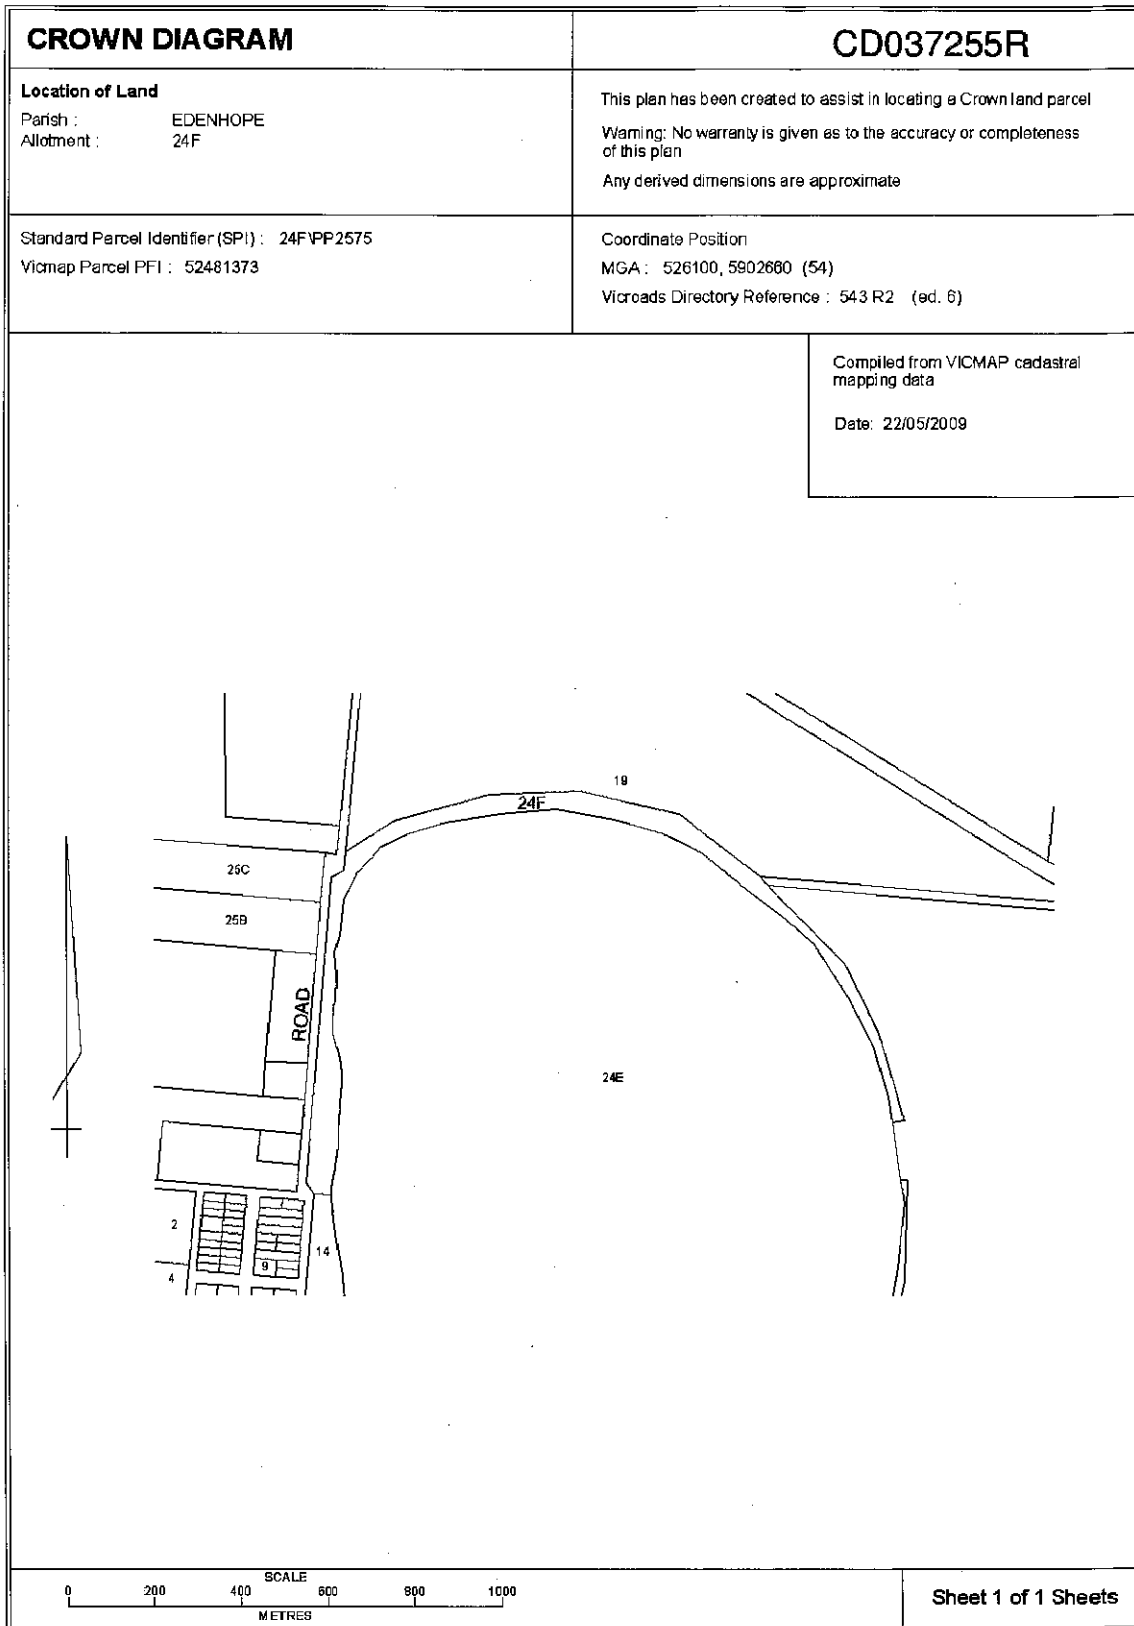 CROWN DIAGRAM
CD037255R
Location of Land
Parish : EDENHOPE
Allotment : 24F
This plan has been created to assist in locating a Crown land parcel
Warning: No warranty is given as to the accuracy or completeness
of this plan
Any derived dimensions are approximate
Standard Parcel Identifier (SPI) : 24F\PP2575
Vicmap Parcel PFI : 52481373
Coordinate Position
MGA : 526100, 5902660 (54)
Vicroads Directory Reference : 543 R2 (ed. 6)
Compiled from VICMAP cadastral
mapping data
Date: 22/05/2009
19
24F
25C
25B
ROAD
24E
2
14
9
4
SCALE
0 200 400 600 800 1000
METRES
Sheet 1 of 1 Sheets